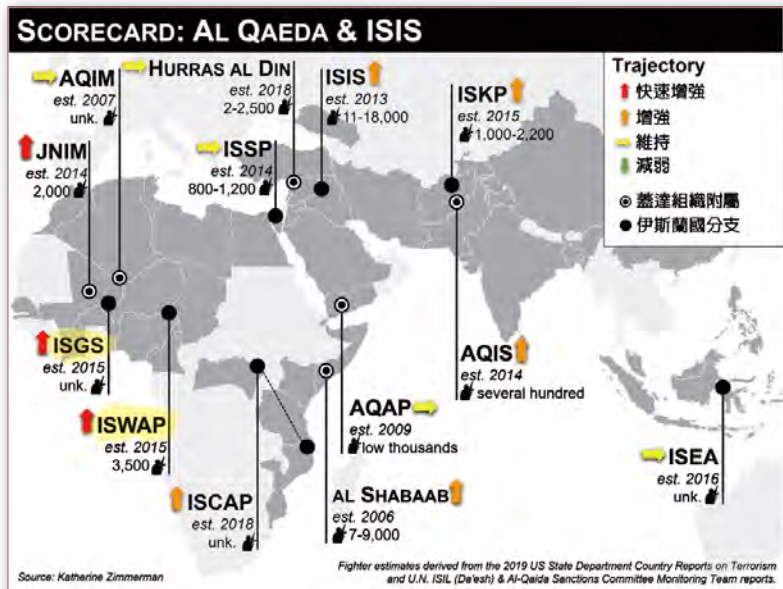 SCORECARD: AL QAEDA & ISIS
AQIM
est. 2007
unk.
HURRAS AL DIN
est. 2018
2-2,500
ISIS
est. 2013
11-18,000
ISKP
est. 2015
1,000-2,200
Trajectory
快速增強
增強
維持
減弱
蓋達組織附屬
伊斯蘭國分支
JNIM
est. 2014
2,000
ISSP
est. 2014
800-1,200
ISGS
est. 2015
unk.
ISWAP
est. 2015
3,500
ISCAP
est. 2018
unk.
AL SHABAAB
est. 2006
7-9,000
AQAP
est. 2009
low thousands
AQIS
est. 2014
several hundred
ISEA
est. 2016
unk.
Source: Katherine Zimmerman
Fighter estimates derived from the 2019 US State Department Country Reports on Terrorism
and U.N. ISIL (Da'esh) & Al-Qaida Sanctions Committee Monitoring Team reports.